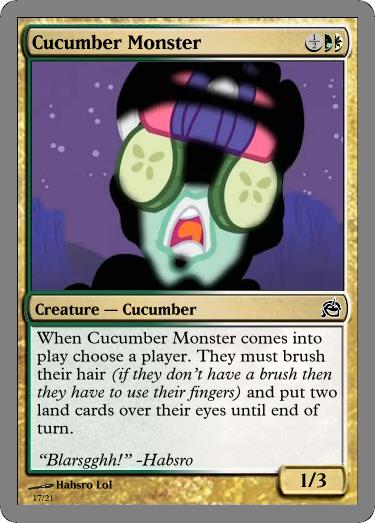 Cucumber Monster
Creature — Cucumber
When Cucumber Monster comes into
play choose a player. They must brush
their hair (if they don't have a brush then
they have to use their fingers) and put two
land cards over their eyes until end of
turn.
“Blarsgghh!” -Habsro
1/3
Habsro Lol
17/21